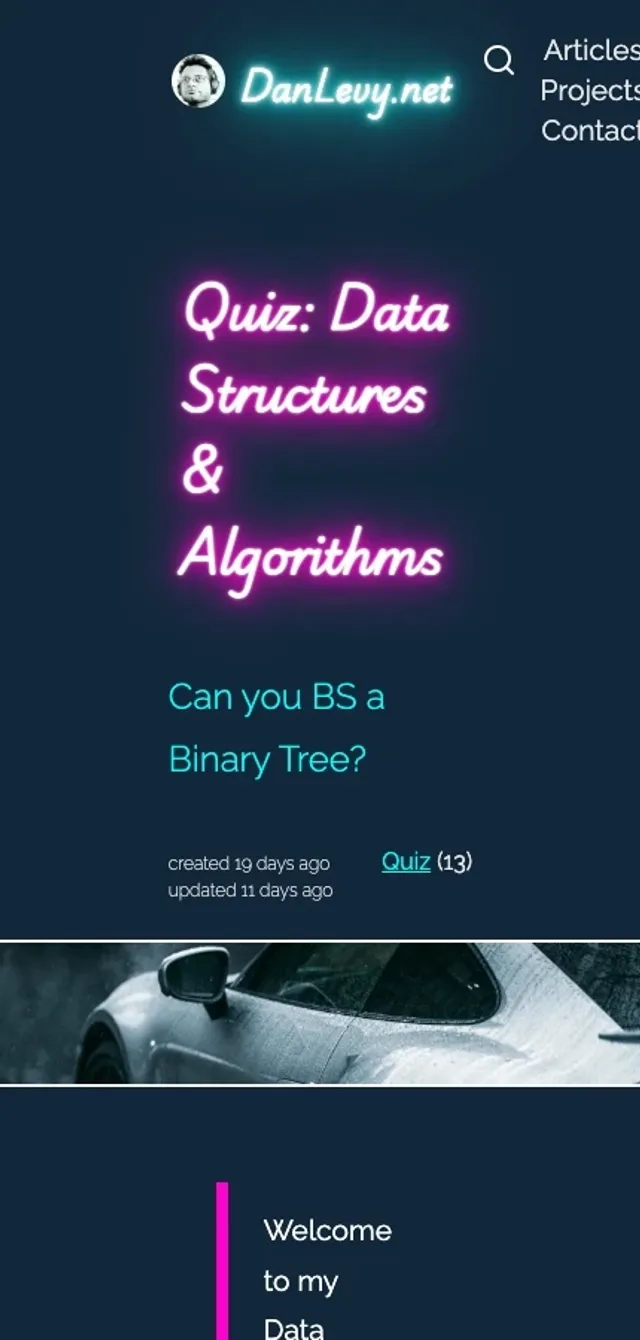 DanLevy.net
Articles
Projects
Contact
Quiz: Data
Structures
&
Algorithms
Can you BS a
Binary Tree?
created 19 days ago
updated 11 days ago
Quiz (13)
Welcome
to my
Data